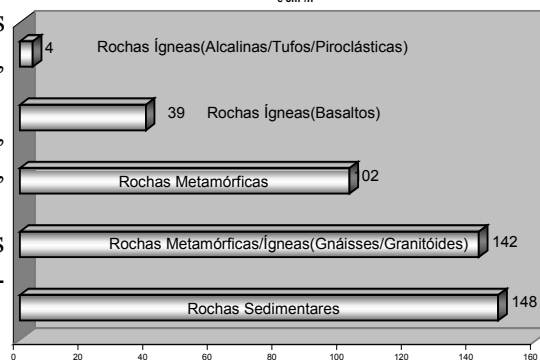 4 Rochas Ígneas(Alcalinas/Tufos/Piroclásticas)
39 Rochas Ígneas(Basaltos)
Rochas Metamórficas 102
Rochas Metamórficas/Ígneas(Gnáisses/Granitóides) 142
Rochas Sedimentares 148
0 20 40 60 80 100 120 140 160